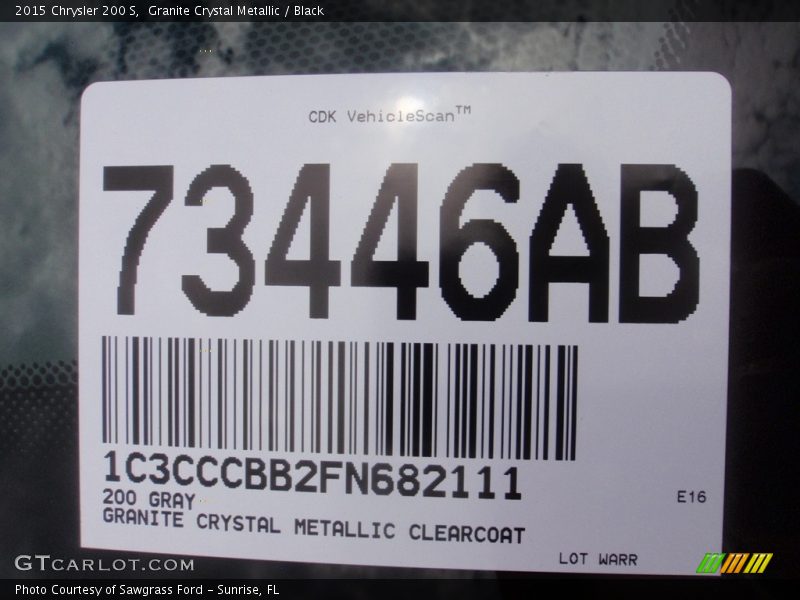 2015 Chrysler 200 S,  Granite Crystal Metallic / Black
CDK VehicleScan™
73446AB
1C3CCCBB2FN682111
200 GRAY
E16
GRANITE CRYSTAL METALLIC CLEARCOAT
LOT WARR
GTCARLOT.COM
Photo Courtesy of Sawgrass Ford - Sunrise, FL